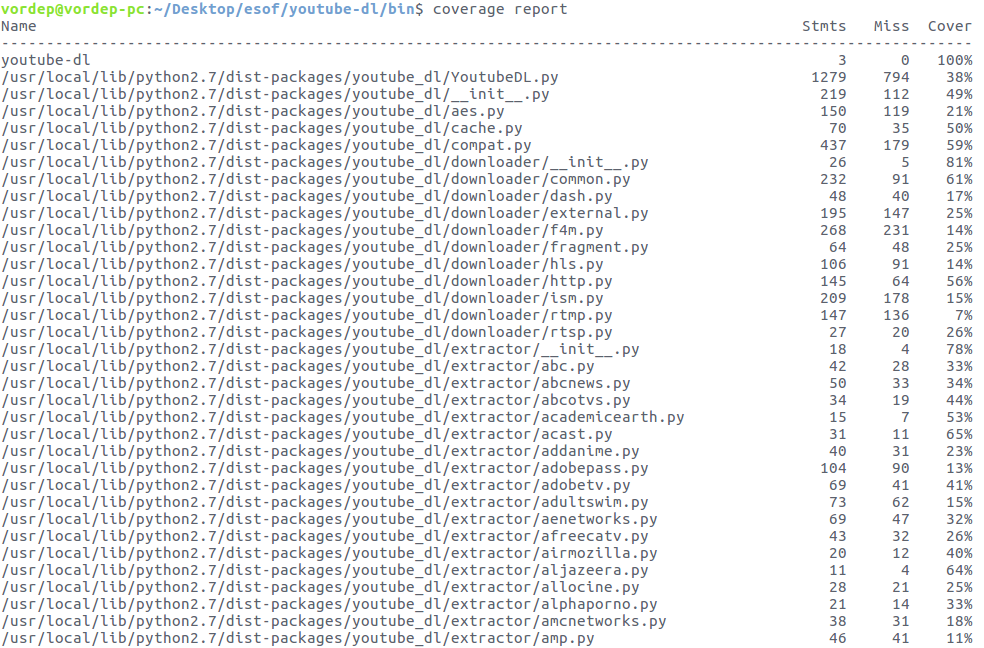 vordep@vordep-pc:~/Desktop/esof/youtube-dl/bin$ coverage report
Name Stmts Miss Cover
------------------------------------------------------------------------------------------------------------
youtube-dl 3 0 100%
/usr/local/lib/python2.7/dist-packages/youtube_dl/YoutubeDL.py 1279 794 38%
/usr/local/lib/python2.7/dist-packages/youtube_dl/__init__.py 219 112 49%
/usr/local/lib/python2.7/dist-packages/youtube_dl/aes.py 150 119 21%
/usr/local/lib/python2.7/dist-packages/youtube_dl/cache.py 70 35 50%
/usr/local/lib/python2.7/dist-packages/youtube_dl/compat.py 437 179 59%
/usr/local/lib/python2.7/dist-packages/youtube_dl/downloader/__init__.py 26 5 81%
/usr/local/lib/python2.7/dist-packages/youtube_dl/downloader/common.py 232 91 61%
/usr/local/lib/python2.7/dist-packages/youtube_dl/downloader/dash.py 48 40 17%
/usr/local/lib/python2.7/dist-packages/youtube_dl/downloader/external.py 195 147 25%
/usr/local/lib/python2.7/dist-packages/youtube_dl/downloader/f4m.py 268 231 14%
/usr/local/lib/python2.7/dist-packages/youtube_dl/downloader/fragment.py 64 48 25%
/usr/local/lib/python2.7/dist-packages/youtube_dl/downloader/hls.py 106 91 14%
/usr/local/lib/python2.7/dist-packages/youtube_dl/downloader/http.py 145 64 56%
/usr/local/lib/python2.7/dist-packages/youtube_dl/downloader/ism.py 209 178 15%
/usr/local/lib/python2.7/dist-packages/youtube_dl/downloader/rtmp.py 147 136 7%
/usr/local/lib/python2.7/dist-packages/youtube_dl/downloader/rtsp.py 27 20 26%
/usr/local/lib/python2.7/dist-packages/youtube_dl/extractor/__init__.py 18 4 78%
/usr/local/lib/python2.7/dist-packages/youtube_dl/extractor/abc.py 42 28 33%
/usr/local/lib/python2.7/dist-packages/youtube_dl/extractor/abcnews.py 50 33 34%
/usr/local/lib/python2.7/dist-packages/youtube_dl/extractor/abcotvs.py 34 19 44%
/usr/local/lib/python2.7/dist-packages/youtube_dl/extractor/academicearth.py 15 7 53%
/usr/local/lib/python2.7/dist-packages/youtube_dl/extractor/acast.py 31 11 65%
/usr/local/lib/python2.7/dist-packages/youtube_dl/extractor/addanime.py 40 31 23%
/usr/local/lib/python2.7/dist-packages/youtube_dl/extractor/adobepass.py 104 90 13%
/usr/local/lib/python2.7/dist-packages/youtube_dl/extractor/adobetv.py 69 41 41%
/usr/local/lib/python2.7/dist-packages/youtube_dl/extractor/adultswim.py 73 62 15%
/usr/local/lib/python2.7/dist-packages/youtube_dl/extractor/aenetworks.py 69 47 32%
/usr/local/lib/python2.7/dist-packages/youtube_dl/extractor/afreecatv.py 43 32 26%
/usr/local/lib/python2.7/dist-packages/youtube_dl/extractor/airmozilla.py 20 12 40%
/usr/local/lib/python2.7/dist-packages/youtube_dl/extractor/aljazeera.py 11 4 64%
/usr/local/lib/python2.7/dist-packages/youtube_dl/extractor/allocine.py 28 21 25%
/usr/local/lib/python2.7/dist-packages/youtube_dl/extractor/alphaporno.py 21 14 33%
/usr/local/lib/python2.7/dist-packages/youtube_dl/extractor/amcnetworks.py 38 31 18%
/usr/local/lib/python2.7/dist-packages/youtube_dl/extractor/amp.py 46 41 11%